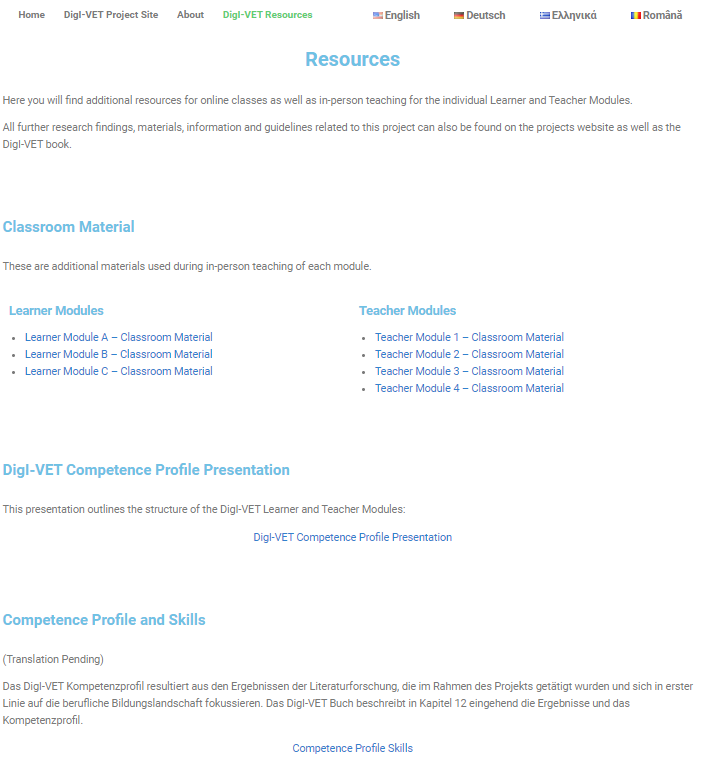 Home DigI-VET Project Site About DigI-VET Resources English Deutsch Ελληνικά Română
Resources
Here you will find additional resources for online classes as well as in-person teaching for the individual Learner and Teacher Modules.
All further research findings, materials, information and guidelines related to this project can also be found on the projects website as well as the
DigI-VET book.
Classroom Material
These are additional materials used during in-person teaching of each module.
Learner Modules
• Learner Module A – Classroom Material
• Learner Module B – Classroom Material
• Learner Module C – Classroom Material
Teacher Modules
• Teacher Module 1 – Classroom Material
• Teacher Module 2 – Classroom Material
• Teacher Module 3 – Classroom Material
• Teacher Module 4 – Classroom Material
DigI-VET Competence Profile Presentation
This presentation outlines the structure of the DigI-VET Learner and Teacher Modules:
DigI-VET Competence Profile Presentation
Competence Profile and Skills
(Translation Pending)
Das DigI-VET Kompetenzprofil resultiert aus den Ergebnissen der Literaturforschung, die im Rahmen des Projekts getätigt wurden und sich in erster
Linie auf die berufliche Bildungslandschaft fokussieren. Das DigI-VET Buch beschreibt in Kapitel 12 eingehend die Ergebnisse und das
Kompetenzprofil.
Competence Profile Skills